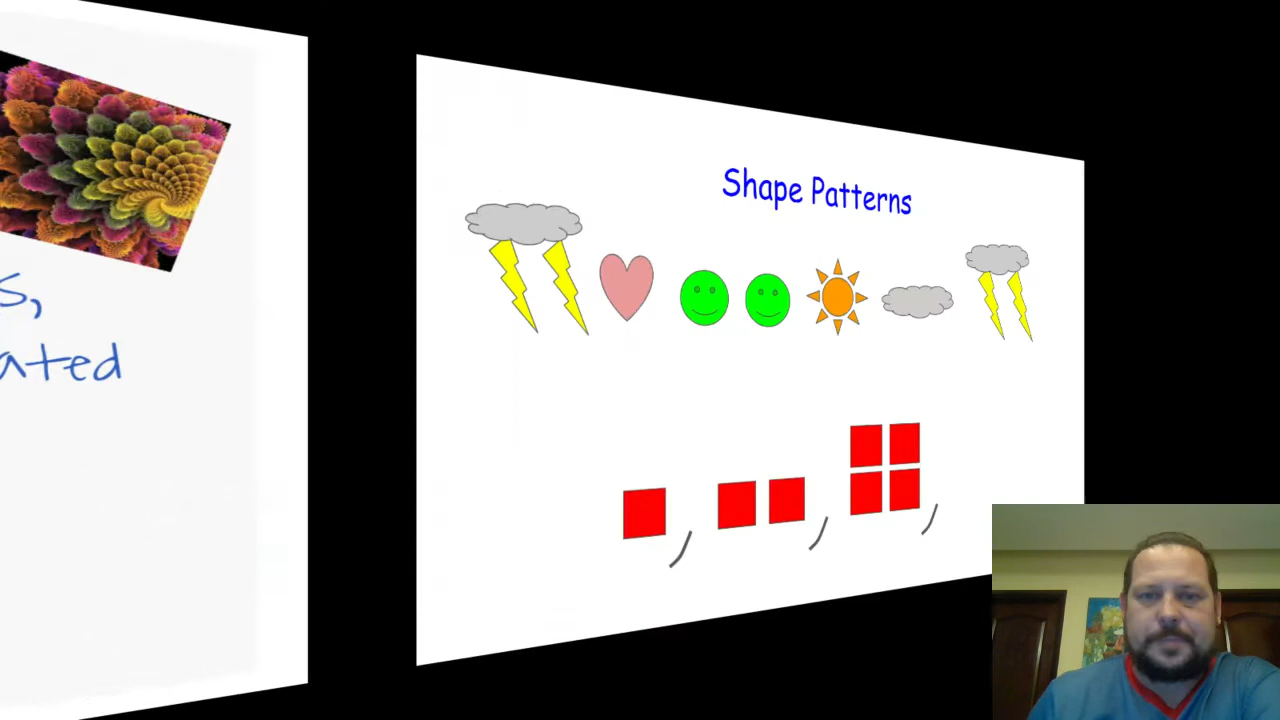 s,
ated
Shape Patterns
, , ,